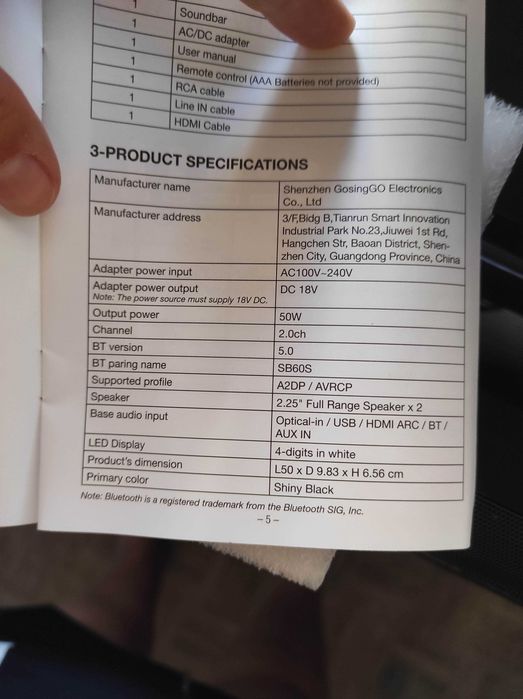 1 Soundbar
1 AC/DC adapter
1 User manual
1 Remote control (AAA Batteries not provided)
1 RCA cable
1 Line IN cable
1 HDMI Cable
3-PRODUCT SPECIFICATIONS
Manufacturer name Shenzhen GosingGO Electronics
Co., Ltd
Manufacturer address 3/F,Bidg B,Tianrun Smart Innovation
Industrial Park No.23,Jiuwei 1st Rd,
Hangchen Str, Baoan District, Shen-
zhen City, Guangdong Province, China
Adapter power input AC100V~240V
Adapter power output DC 18V
Note: The power source must supply 18V DC.
Output power 50W
Channel 2.0ch
BT version 5.0
BT paring name SB60S
Supported profile A2DP / AVRCP
Speaker 2.25" Full Range Speaker x 2
Base audio input Optical-in / USB / HDMI ARC / BT /
AUX IN
LED Display 4-digits in white
Product's dimension L50 x D 9.83 x H 6.56 cm
Primary color Shiny Black
Note: Bluetooth is a registered trademark from the Bluetooth SIG, Inc.
– 5 –